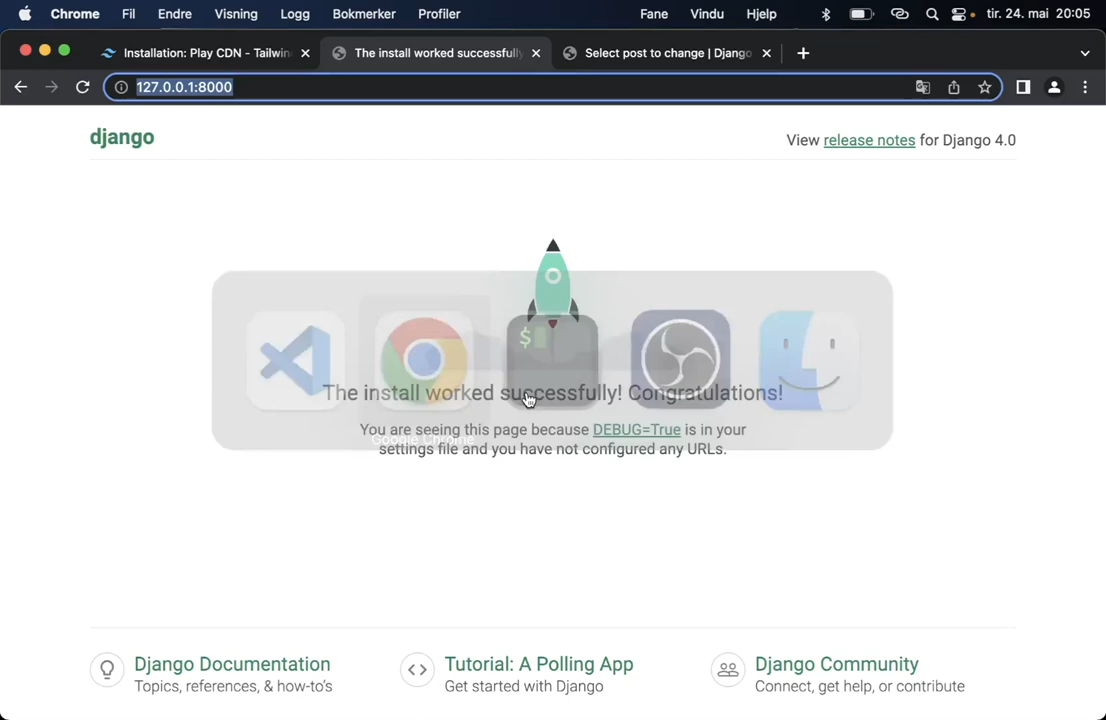 Chrome Fil Endre Visning Logg Bokmerker Profiler Fane Vindu Hjelp tir. 24. mai 20:05
Installation: Play CDN - Tailwin The install worked successfully Select post to change | Django
127.0.0.1:8000
django
View release notes for Django 4.0
$
The install worked successfully! Congratulations!
You are seeing this page because DEBUG=True is in your
Google Chrome
settings file and you have not configured any URLs.
Django Documentation
Topics, references, & how-to's
Tutorial: A Polling App
Get started with Django
Django Community
Connect, get help, or contribute